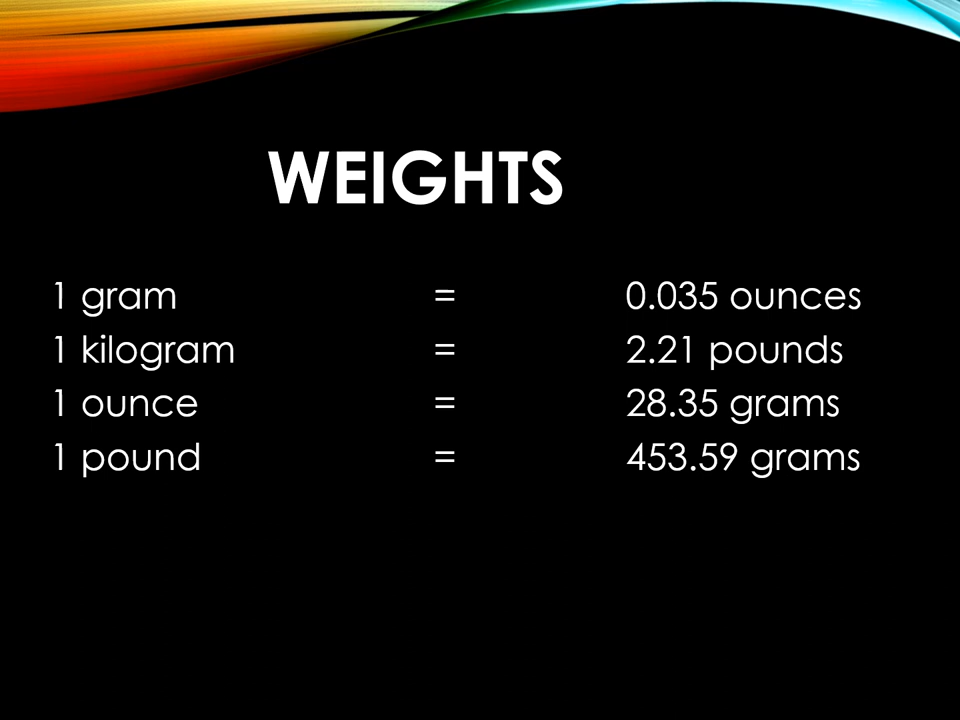 WEIGHTS
1 gram = 0.035 ounces
1 kilogram = 2.21 pounds
1 ounce = 28.35 grams
1 pound = 453.59 grams